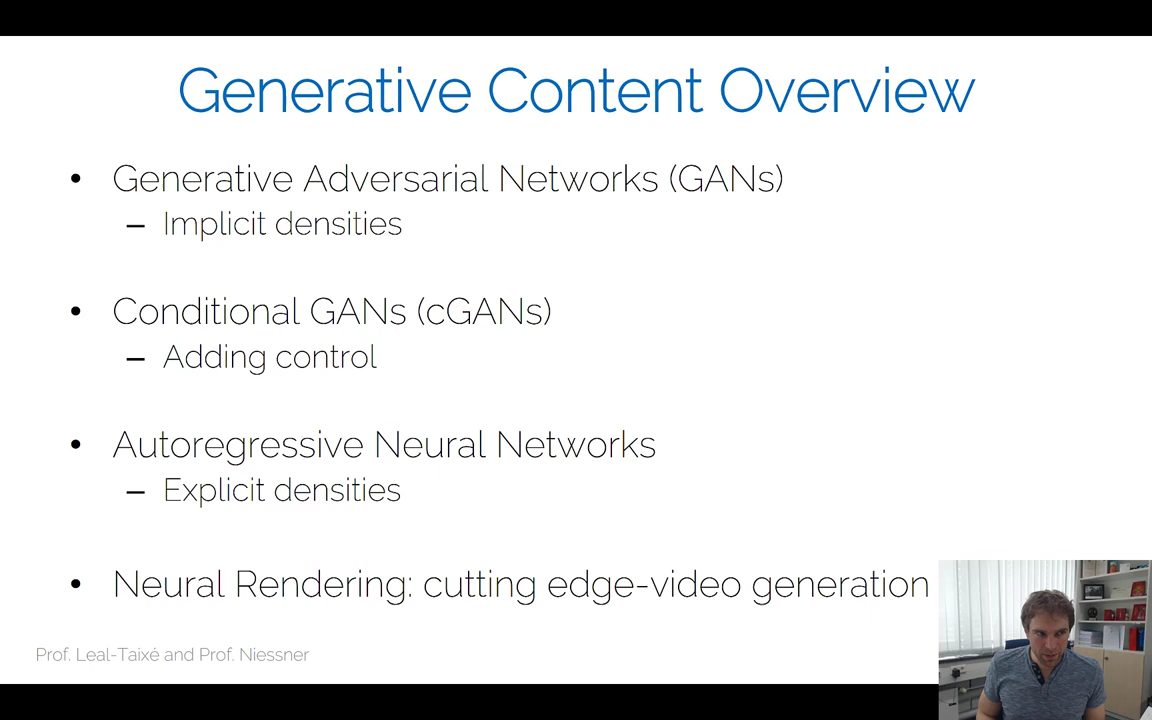 Generative Content Overview
• Generative Adversarial Networks (GANs)
– Implicit densities
• Conditional GANs (cGANs)
– Adding control
• Autoregressive Neural Networks
– Explicit densities
• Neural Rendering: cutting edge-video generation
Prof. Leal-Taixé and Prof. Niessner